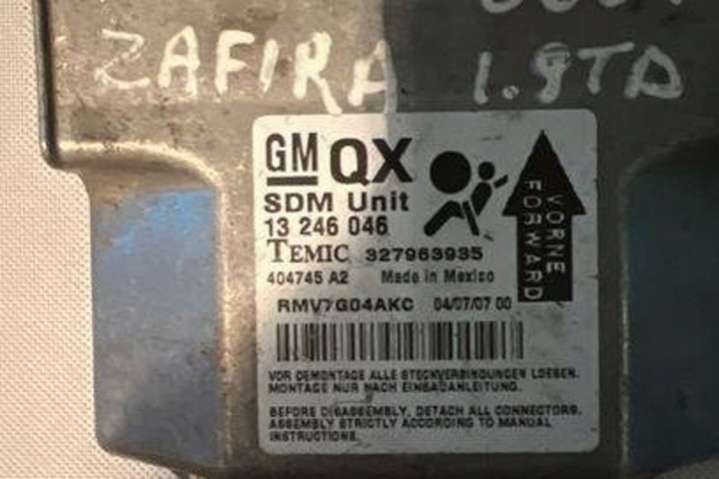 ZAFIRA 1.9TD
GM QX
SDM Unit
13 246 046
TEMIC 327963935
404745 A2 Made in Mexico
RMV7G04AKC 04/07/07 00
VORNE
FORWARD
VOR DEMONTAGE ALLE STECKVERBINDUNGEN LOESEN.
MONTAGE NUR NACH EINBAUANLEITUNG.
BEFORE DISASSEMBLY, DETACH ALL CONNECTORS.
ASSEMBLY STRICTLY ACCORDING TO MANUAL
INSTRUCTIONS.